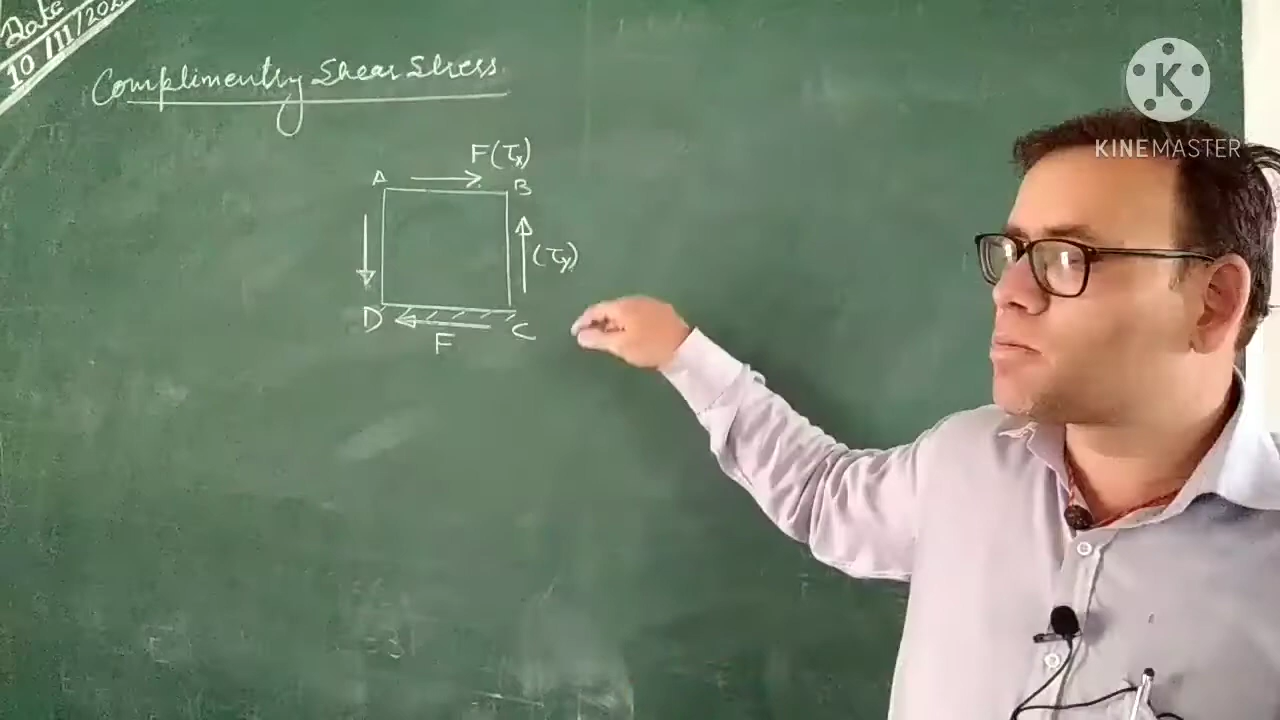 Date
10/11/202
Complimentry Shear Stress
F(τx)
A
B
(τy)
D
C
F
K
KINEMASTER